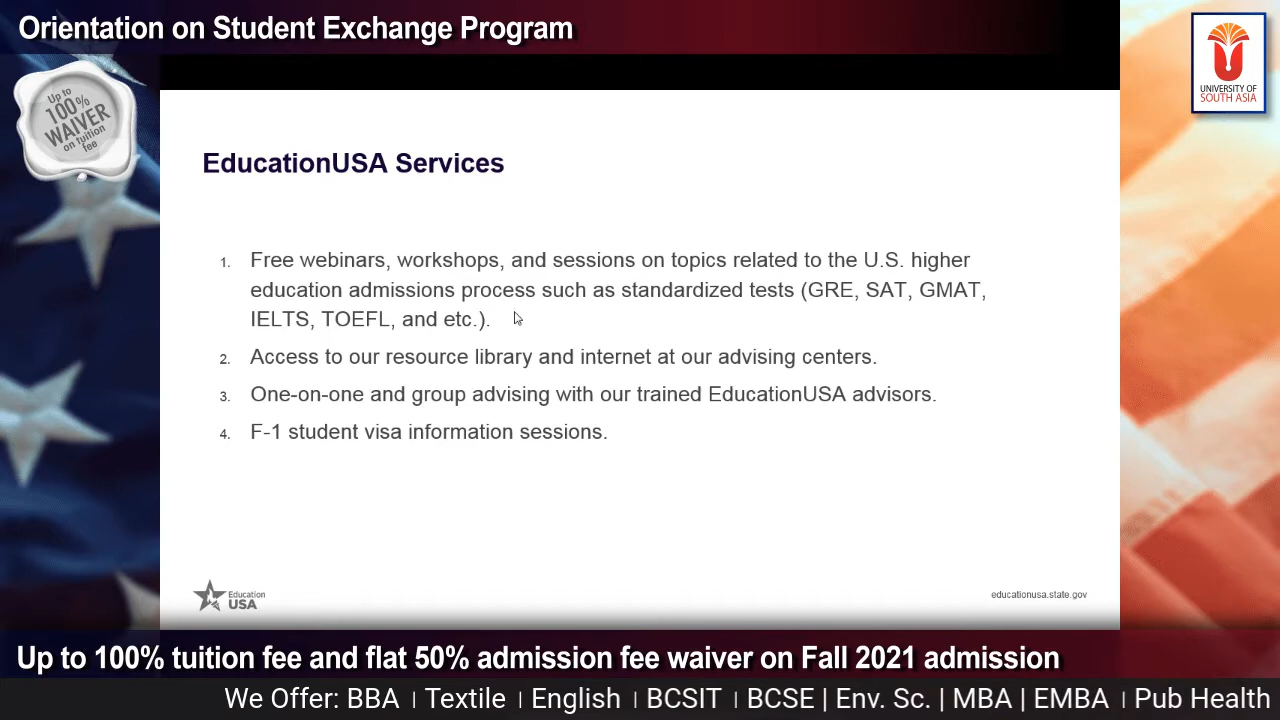 Orientation on Student Exchange Program
Up to
100%
WAIVER
on tuition
fee
UNIVERSITY OF
SOUTH ASIA
EducationUSA Services
1. Free webinars, workshops, and sessions on topics related to the U.S. higher
education admissions process such as standardized tests (GRE, SAT, GMAT,
IELTS, TOEFL, and etc.).
2. Access to our resource library and internet at our advising centers.
3. One-on-one and group advising with our trained EducationUSA advisors.
4. F-1 student visa information sessions.
Education
USA
educationusa.state.gov
Up to 100% tuition fee and flat 50% admission fee waiver on Fall 2021 admission
We Offer: BBA | Textile | English | BCSIT | BCSE | Env. Sc. | MBA | EMBA | Pub Health